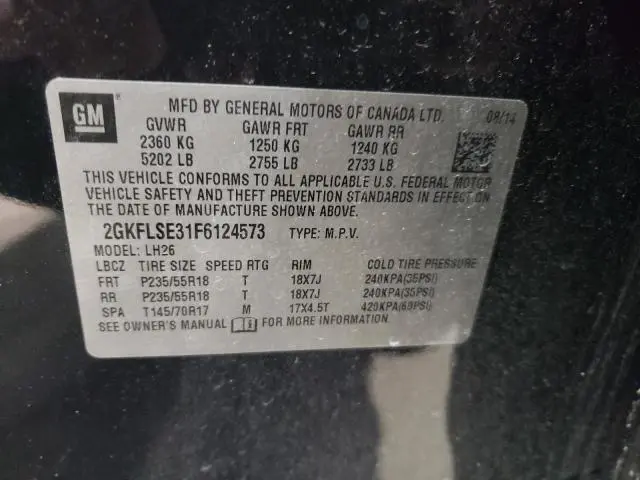 GM
MFD BY GENERAL MOTORS OF CANADA LTD. 08/14
GVWR GAWR FRT GAWR RR
2360 KG 1250 KG 1240 KG
5202 LB 2755 LB 2733 LB
THIS VEHICLE CONFORMS TO ALL APPLICABLE U.S. FEDERAL MOTOR
VEHICLE SAFETY AND THEFT PREVENTION STANDARDS IN EFFECT ON
THE DATE OF MANUFACTURE SHOWN ABOVE.
2GKFLSE31F6124573 TYPE: M.P.V.
MODEL: LH26
LBCZ TIRE SIZE SPEED RTG RIM COLD TIRE PRESSURE
FRT P235/55R18 T 18X7J 240KPA(35PSI)
RR P235/55R18 T 18X7J 240KPA(35PSI)
SPA T145/70R17 M 17X4.5T 420KPA(60PSI)
SEE OWNER'S MANUAL FOR MORE INFORMATION.